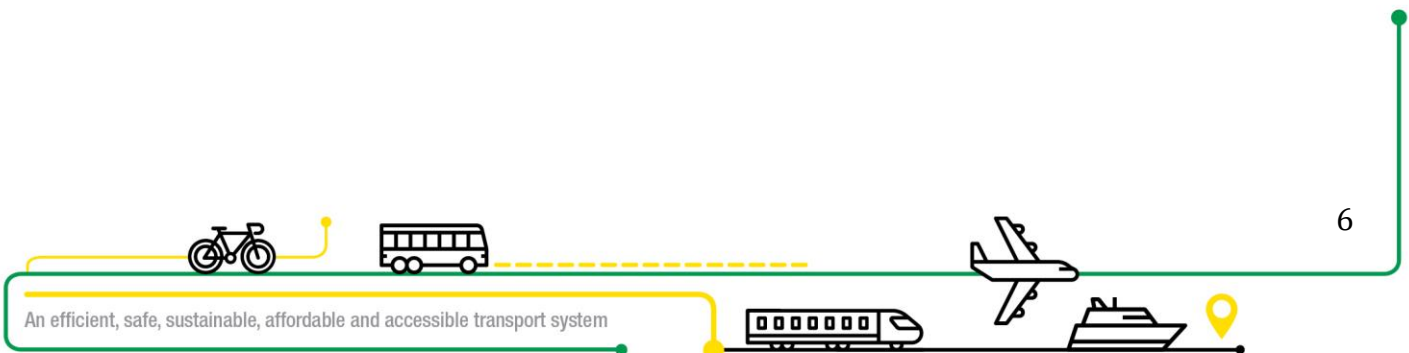 6
An efficient, safe, sustainable, affordable and accessible transport system